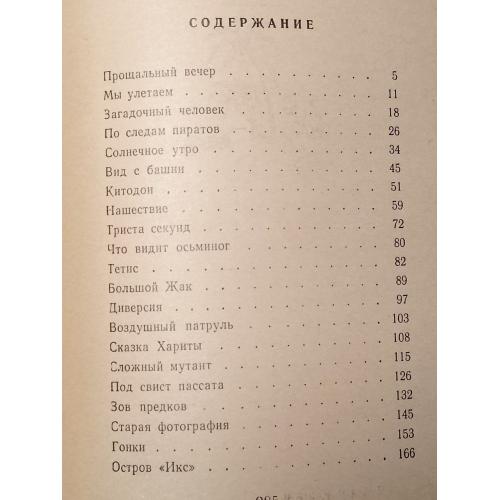 СОДЕРЖАНИЕ
Прощальный вечер . . . . . . . . . . 5
Мы улетаем . . . . . . . . . . . . 11
Загадочный человек . . . . . . . . . 18
По следам пиратов . . . . . . . . . 26
Солнечное утро . . . . . . . . . . 34
Вид с башни . . . . . . . . . . . 45
Китодои . . . . . . . . . . . . . 51
Нашествие . . . . . . . . . . . . 59
Триста секунд . . . . . . . . . . . 72
Что видит осьминог . . . . . . . . . 80
Тетис . . . . . . . . . . . . . . 82
Большой Жак . . . . . . . . . . . 89
Диверсия . . . . . . . . . . . . . 97
Воздушный патруль . . . . . . . . . 103
Сказка Хариты . . . . . . . . . . . 108
Сложный мутант . . . . . . . . . . 115
Под свист пассата . . . . . . . . . 126
Зов предков . . . . . . . . . . . 132
Старая фотография . . . . . . . . . 145
Гонки . . . . . . . . . . . . . . 153
Остров «Икс» . . . . . . . . . . . 166